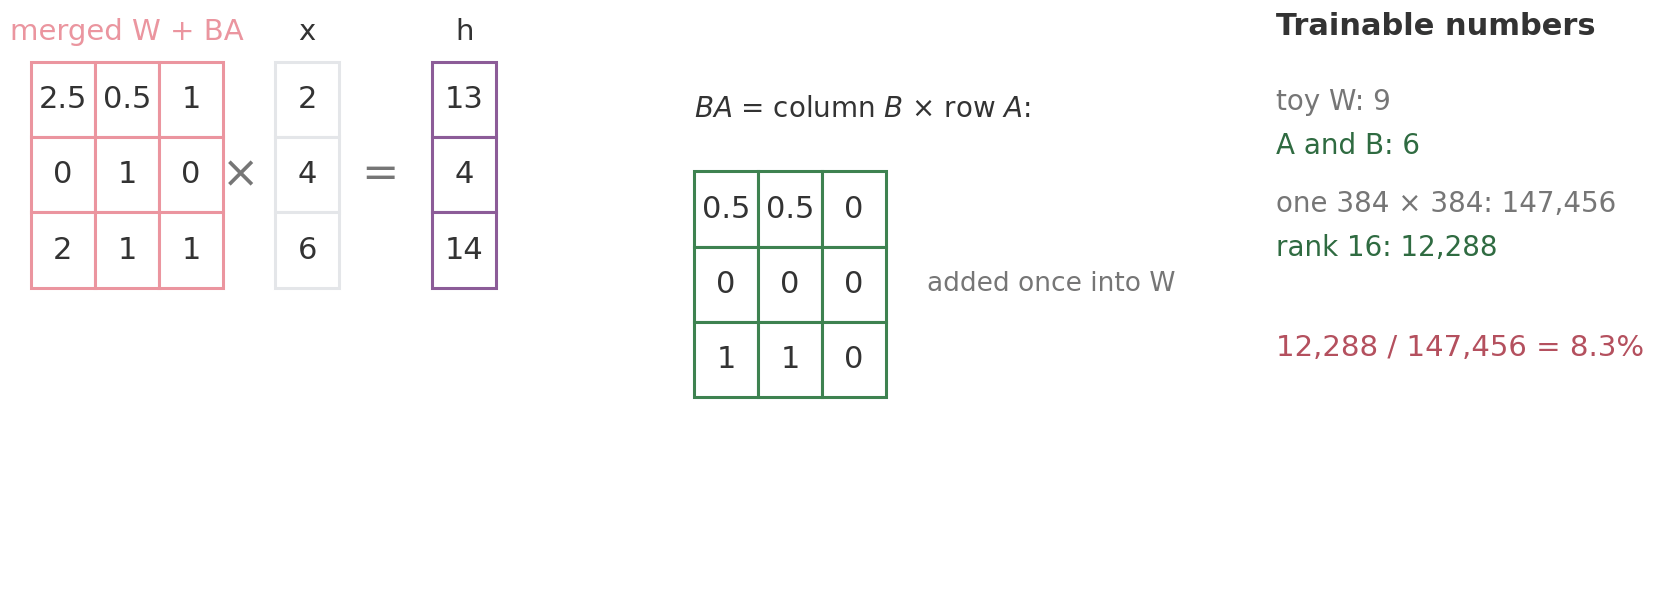 merged W + BA x h
2.5 0.5 1 2 13
0 1 0 × 4 = 4
2 1 1 6 14
BA = column B × row A:
0.5 0.5 0
0 0 0 added once into W
1 1 0
Trainable numbers
toy W: 9
A and B: 6
one 384 × 384: 147,456
rank 16: 12,288
12,288 / 147,456 = 8.3%